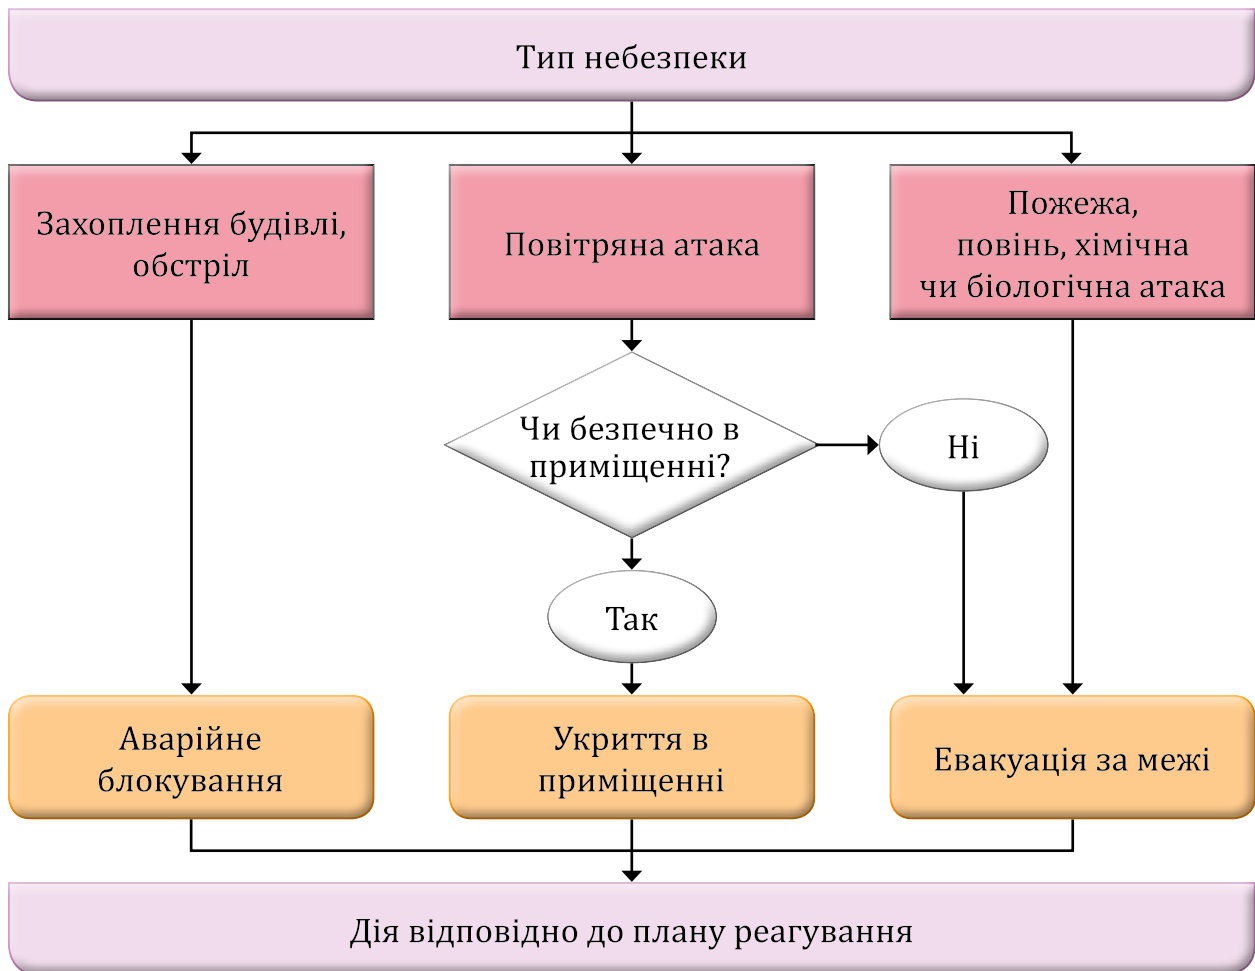 Тип небезпеки
Захоплення будівлі,
обстріл
Повітряна атака
Пожежа,
повінь, хімічна
чи біологічна атака
Чи безпечно в
приміщенні?
Ні
Так
Аварійне
блокування
Укриття в
приміщенні
Евакуація за межі
Дія відповідно до плану реагування